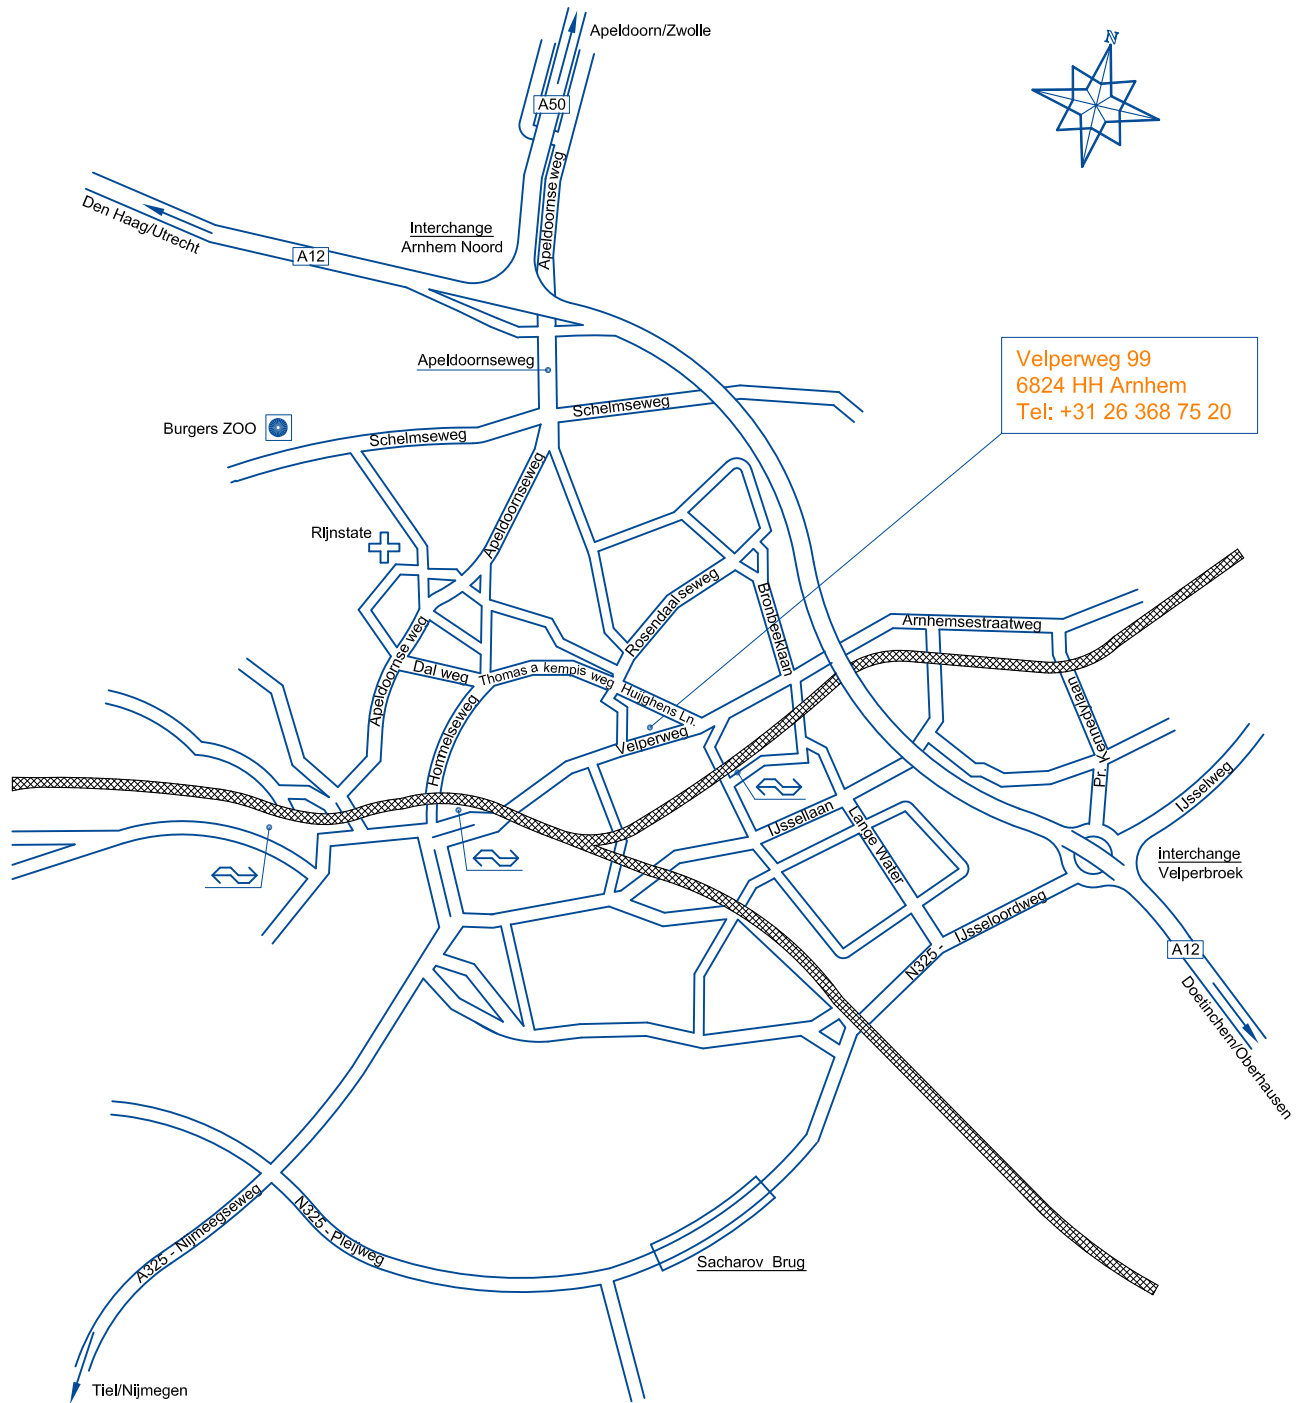 N
Apeldoorn/Zwolle
A50
Apeldoornse weg
Den Haag/Utrecht
Interchange
Arnhem Noord
A12
Apeldoornseweg
Velperweg 99
6824 HH Arnhem
Tel: +31 26 368 75 20
Schelmseweg
Burgers ZOO
Schelmseweg
Apeldoornseweg
RIjnstate
Rosendaal seweg
Bronbeeklaan
Arnhemsestraatweg
Apeldoornse weg
Dal weg
Thomas a kempis weg
Huijghens Ln.
Hommelseweg
Velperweg
Pr. Kennedylaan
IJsselweg
IJssellaan
Lange Water
interchange
Velperbroek
N325 - IJsseloordweg
A12
Doetinchem/Oberhausen
A325 - Nijmeegseweg
N325 - Pleijweg
Sacharov Brug
Tiel/Nijmegen